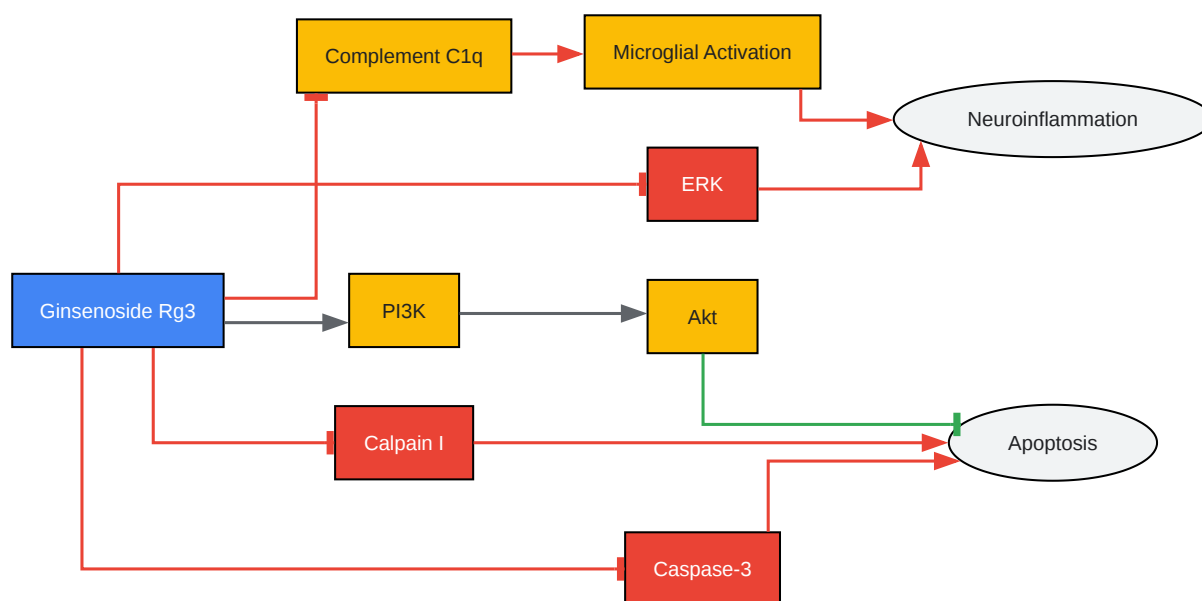 Complement C1q
Microglial Activation
Neuroinflammation
ERK
Ginsenoside Rg3
PI3K
Akt
Calpain I
Apoptosis
Caspase-3